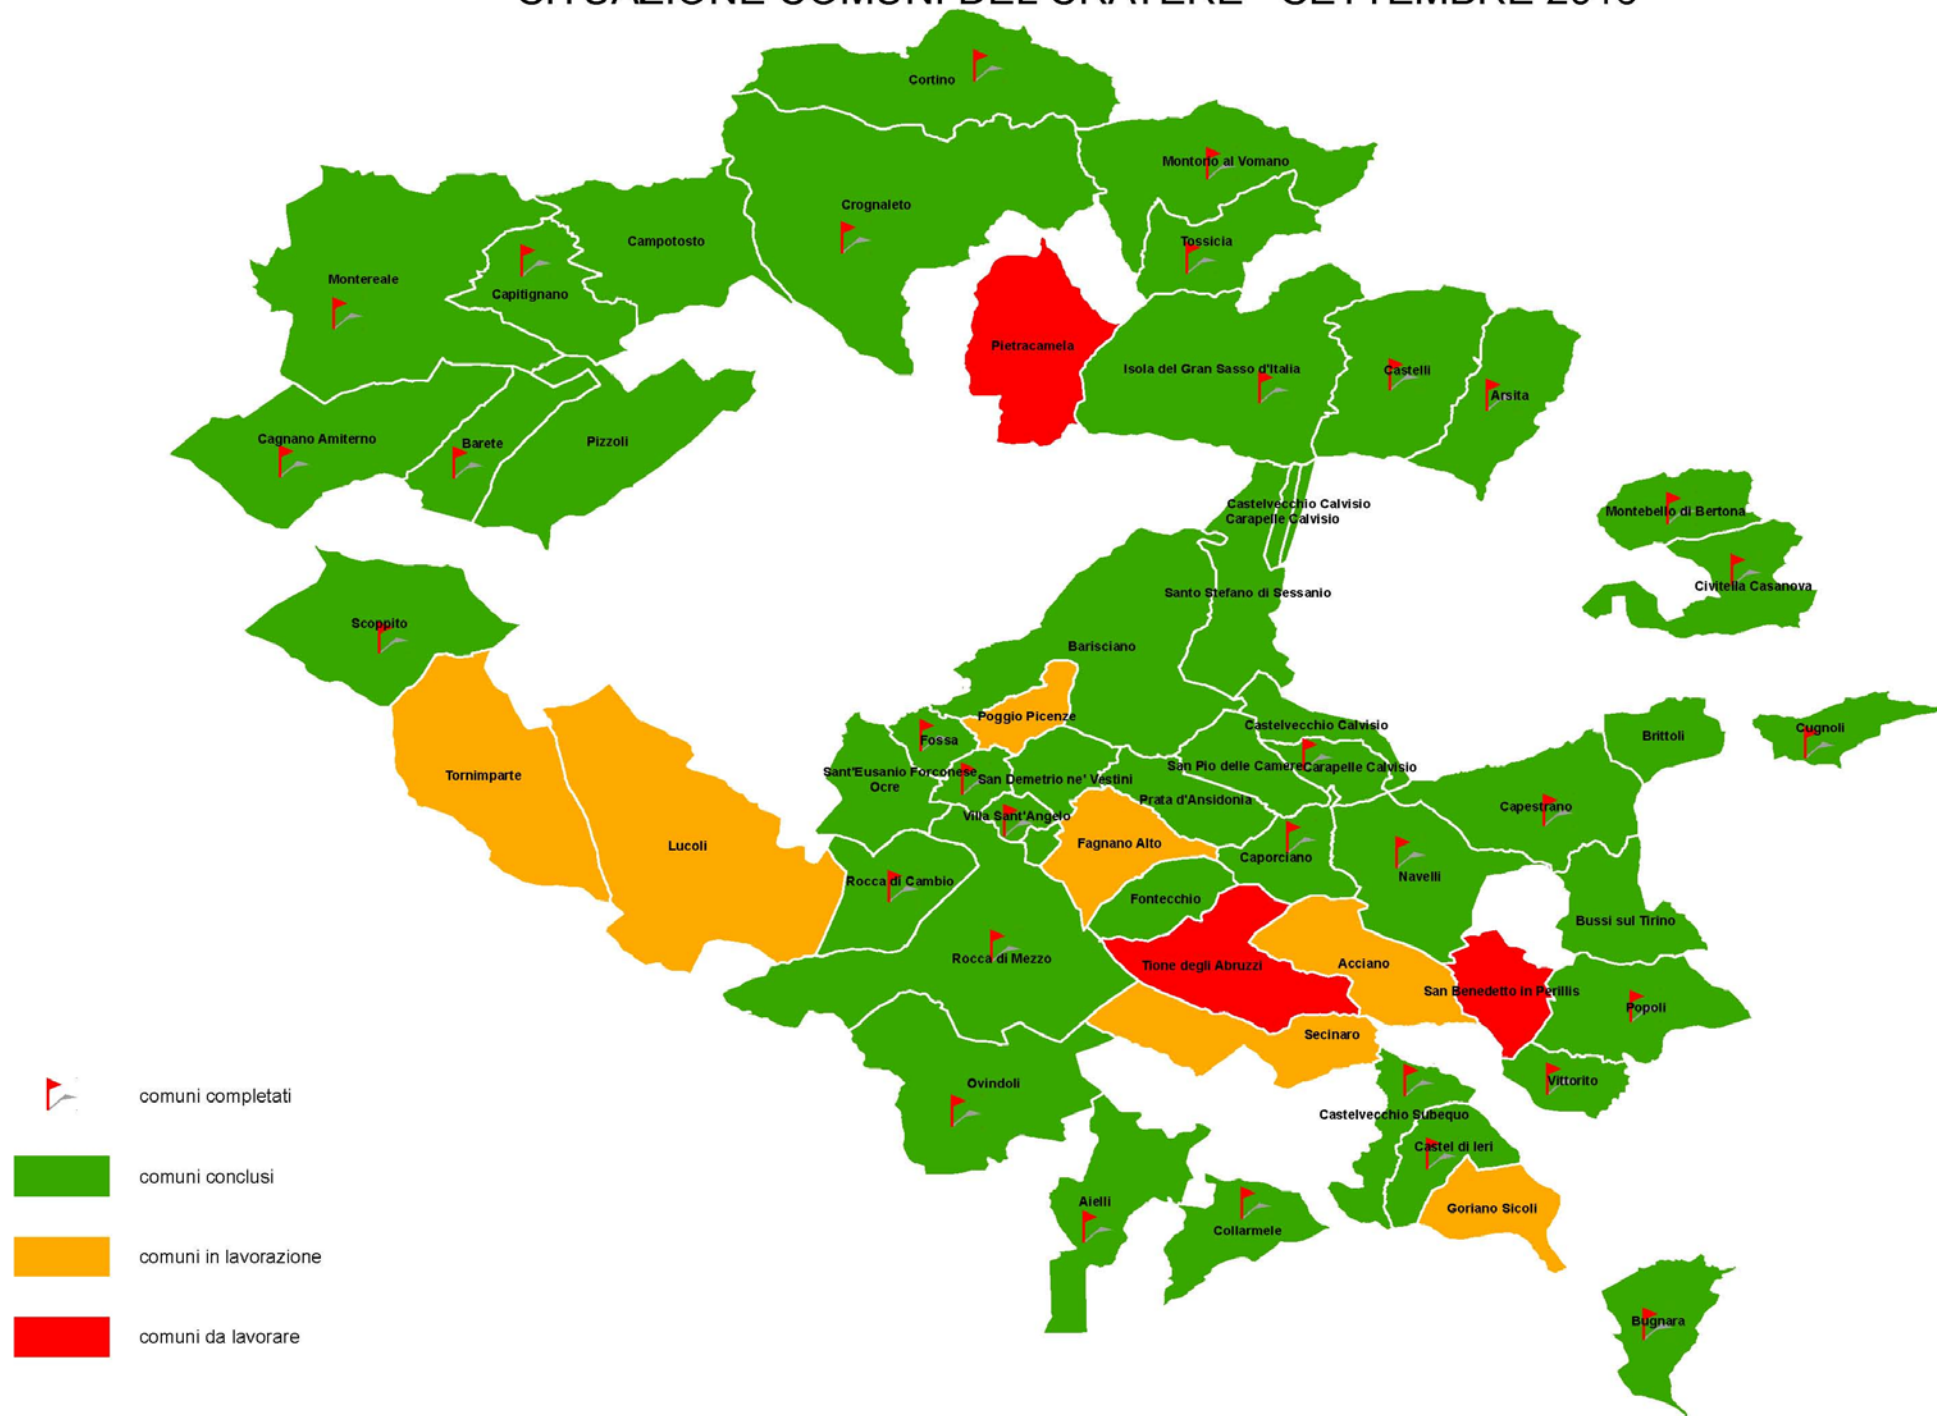 Cortino
Montorio al Vomano
Crognaleto
Campotosto
Tossicia
Montereale
Capitignano
Pietracamela
Isola del Gran Sasso d'Italia
Castelli
Arsita
Cagnano Amiterno
Barete
Pizzoli
Castelvecchio Calvisio
Carapelle Calvisio
Montebello di Bertona
Civitella Casanova
Santo Stefano di Sessanio
Scoppito
Barisciano
Poggio Picenze
Castelvecchio Calvisio
Cugnoli
Brittoli
Fossa
San Pio delle Camere
Carapelle Calvisio
Sant'Eusanio Forconese
Ocre
San Demetrio ne' Vestini
Tornimparte
Prata d'Ansidonia
Capestrano
Villa Sant'Angelo
Lucoli
Fagnano Alto
Caporciano
Navelli
Rocca di Cambio
Fontecchio
Bussi sul Tirino
Rocca di Mezzo
Tione degli Abruzzi
Acciano
San Benedetto in Perillis
Popoli
Secinaro
Ovindoli
Vittorito
Castelvecchio Subequo
Castel di Ieri
Aielli
Goriano Sicoli
Collarmele
Bugnara
comuni completati
comuni conclusi
comuni in lavorazione
comuni da lavorare